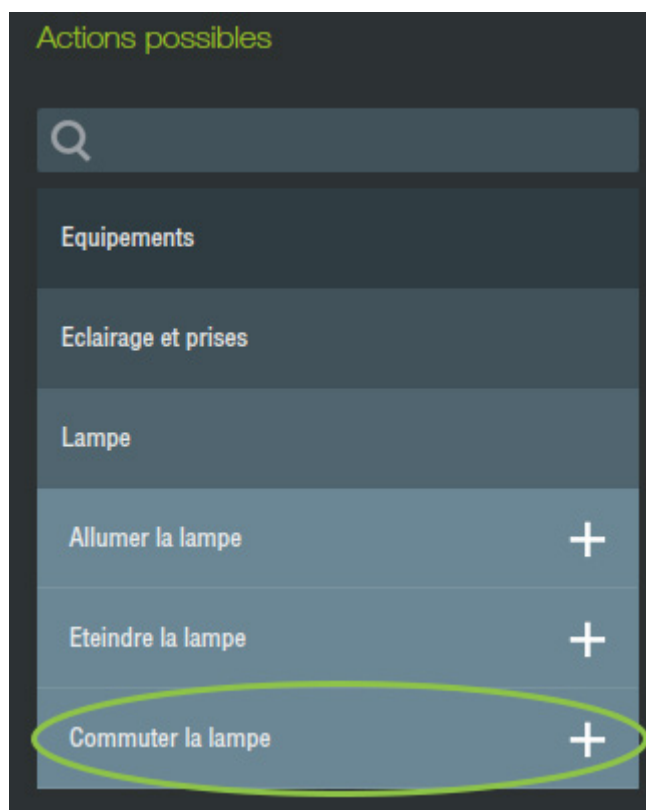 Actions possibles
Equipements
Eclairage et prises
Lampe
Allumer la lampe
Eteindre la lampe
Commuter la lampe